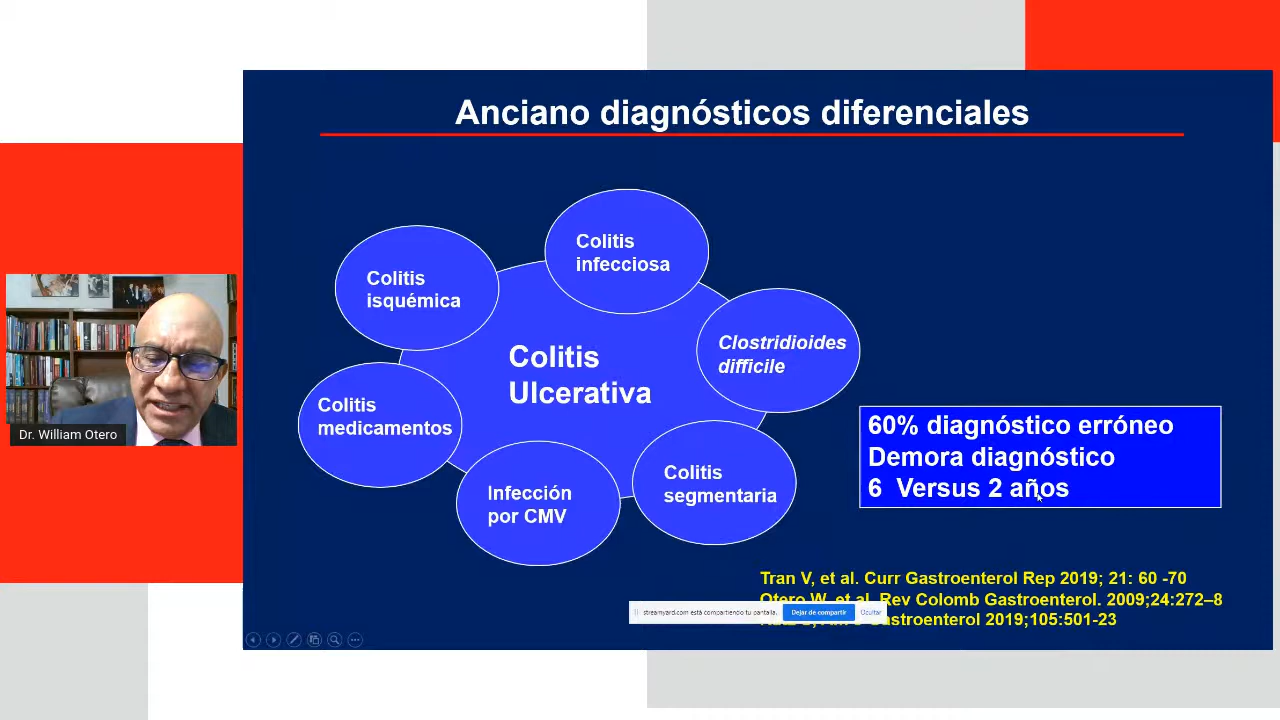 Anciano diagnósticos diferenciales
Colitis
infecciosa
Colitis
isquémica
Clostridioides
difficile
Colitis
Ulcerativa
Colitis
medicamentos
Colitis
segmentaria
Infección
por CMV
60% diagnóstico erróneo
Demora diagnóstico
6 Versus 2 años
Dr. William Otero
Tran V, et al. Curr Gastroenterol Rep 2019; 21: 60 -70
Otero W, et al. Rev Colomb Gastroenterol. 2009;24:272–8
streamyard.com está compartiendo tu pantalla.
Dejar de compartir
Ocultar
Gastroenterol 2019;105:501-23